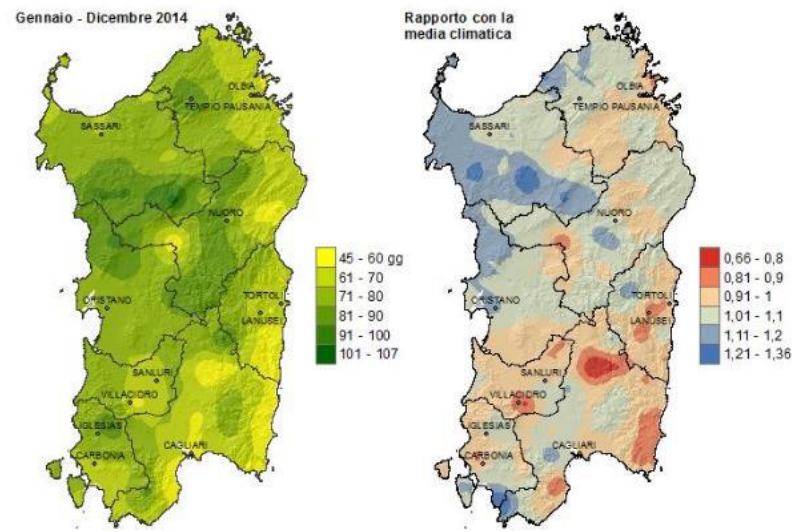 Gennaio - Dicembre 2014
OLBIA
TEMPIO PAUSANIA
SASSARI
NUORO
ORISTANO
TORTOLI
LANUSEI
SANLURI
VILLACIDRO
IGLESIAS
CARBONIA
CAGLIARI
45 - 60 gg
61 - 70
71 - 80
81 - 90
91 - 100
101 - 107
Rapporto con la
media climatica
OLBIA
TEMPIO PAUSANIA
SASSARI
NUORO
ORISTANO
TORTOLI
LANUSEI
SANLURI
VILLACIDRO
IGLESIAS
CARBONIA
CAGLIARI
0,66 - 0,8
0,81 - 0,9
0,91 - 1
1,01 - 1,1
1,11 - 1,2
1,21 - 1,36